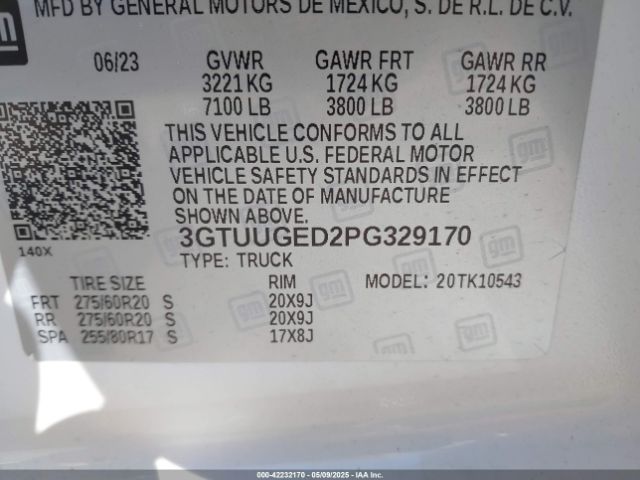 gm
MFD BY GENERAL MOTORS DE MEXICO, S. DE R.L. DE C.V.
06/23 GVWR GAWR FRT GAWR RR
3221 KG 1724 KG 1724 KG
7100 LB 3800 LB 3800 LB
THIS VEHICLE CONFORMS TO ALL
APPLICABLE U.S. FEDERAL MOTOR
VEHICLE SAFETY STANDARDS IN EFFECT
ON THE DATE OF MANUFACTURE
SHOWN ABOVE.
140X 3GTUUGED2PG329170
TYPE: TRUCK
TIRE SIZE RIM MODEL: 20TK10543
FRT 275/60R20 S 20X9J
RR 275/60R20 S 20X9J
SPA 255/80R17 S 17X8J
000-42232170 - 05/09/2025 - IAA Inc.